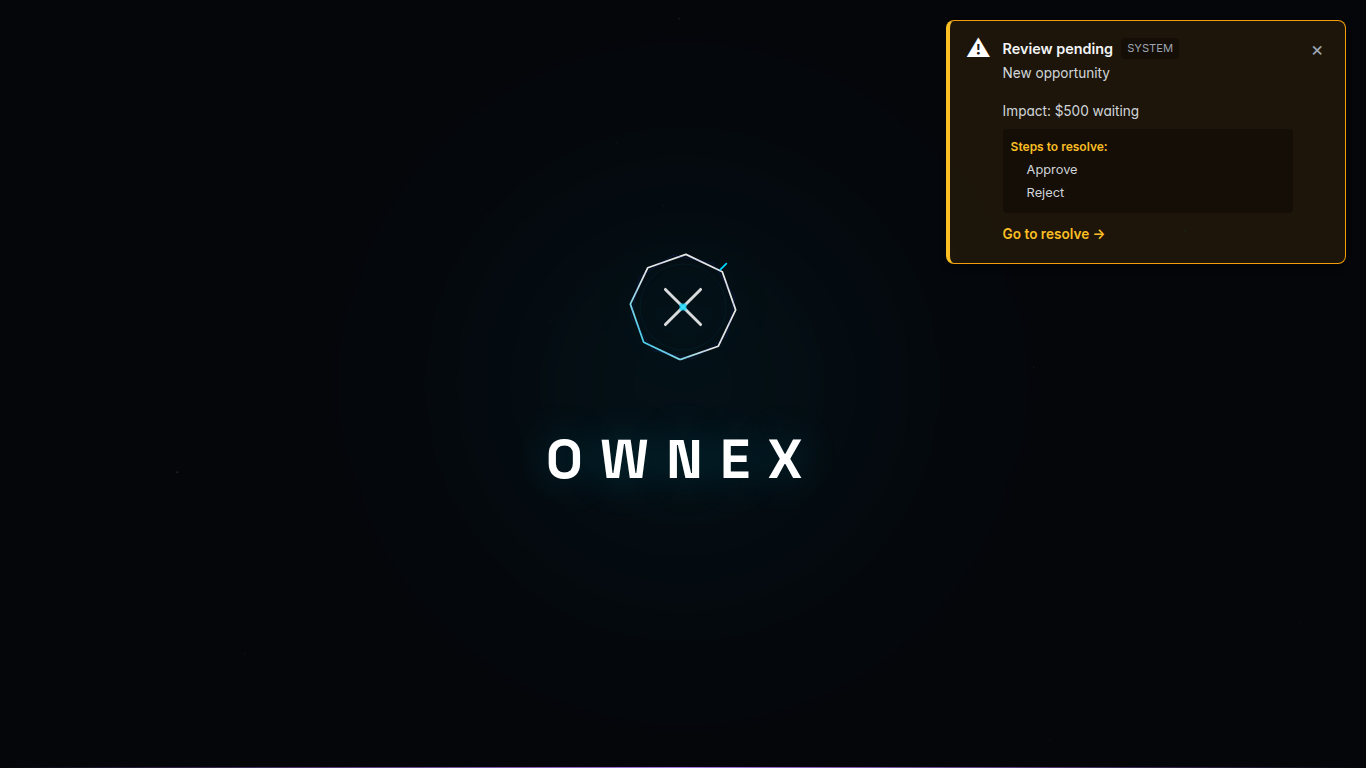 Review pending SYSTEM
New opportunity
Impact: $500 waiting
Steps to resolve:
Approve
Reject
Go to resolve →
OWNEX